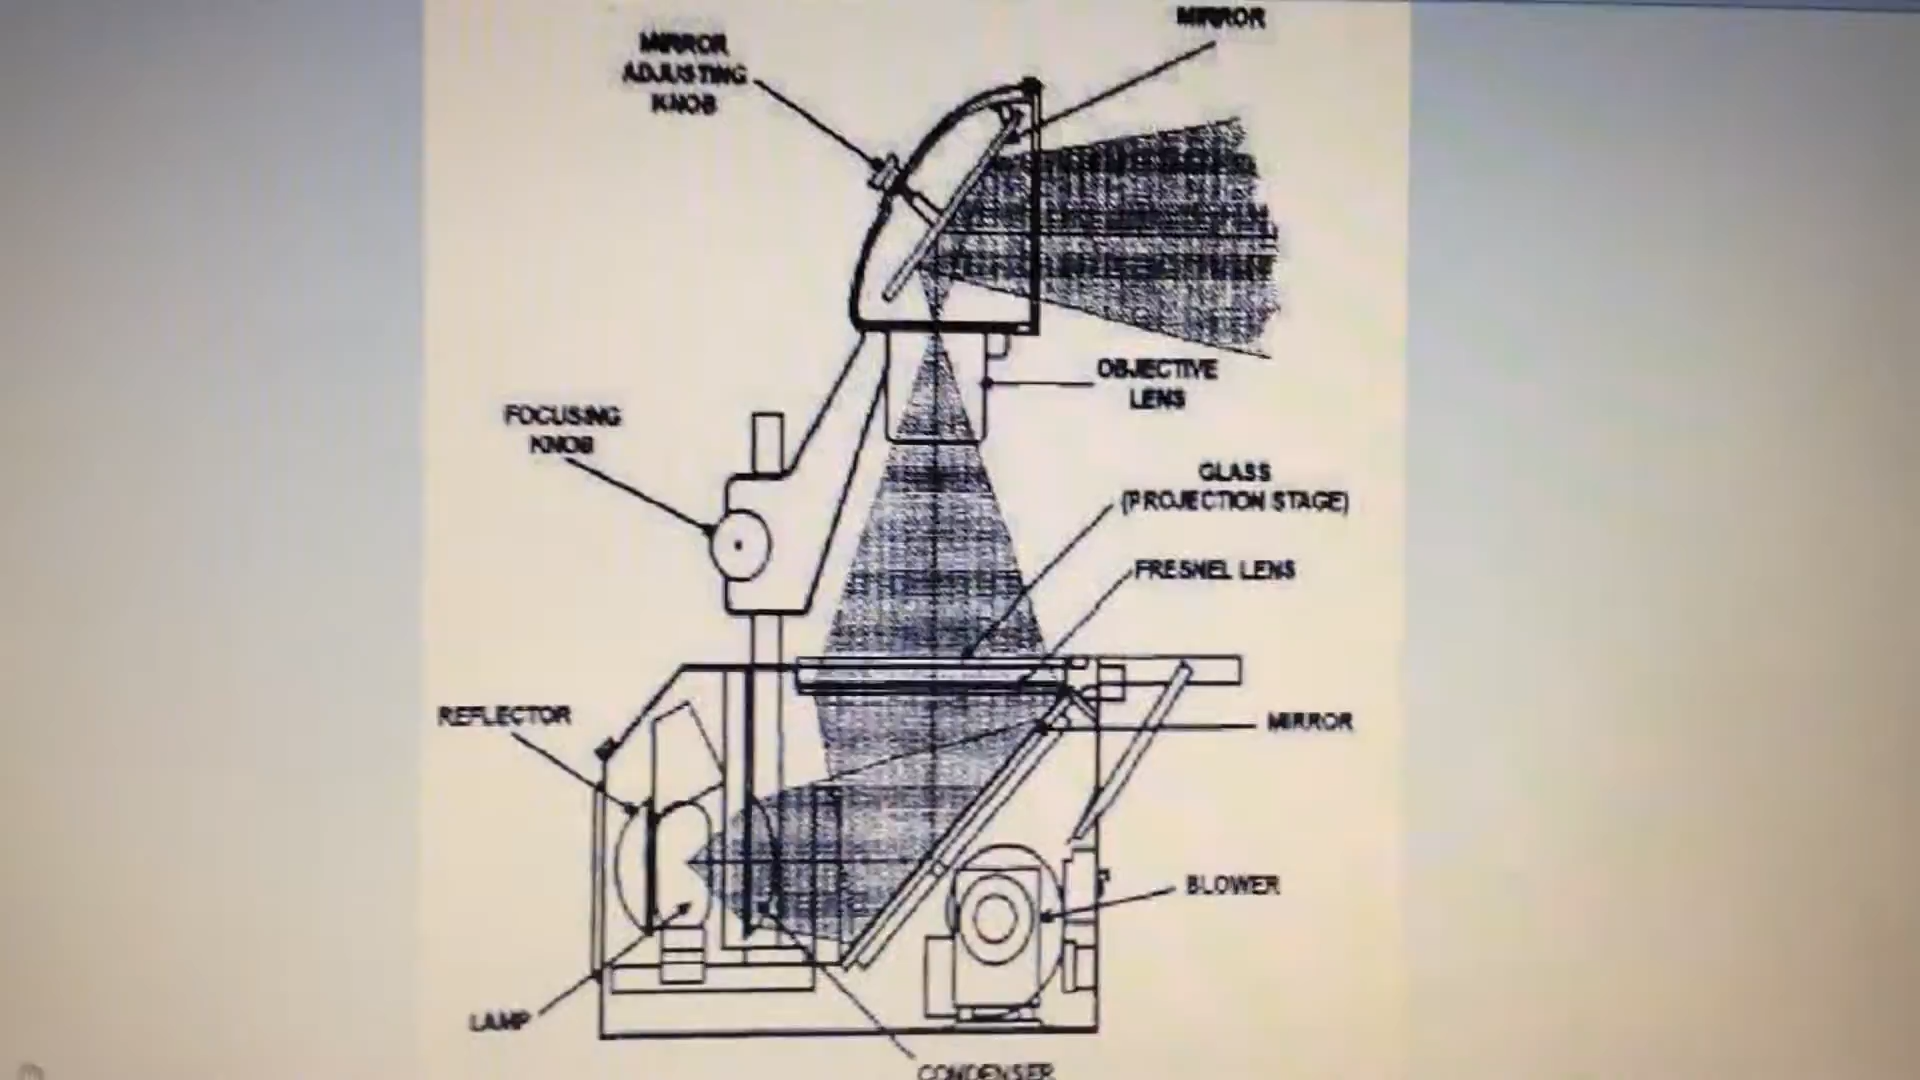 MIRROR
MIRROR
ADJUSTING
KNOB
OBJECTIVE
LENS
FOCUSING
KNOB
GLASS
(PROJECTION STAGE)
FRESNEL LENS
REFLECTOR
MIRROR
BLOWER
LAMP
CONDENSER